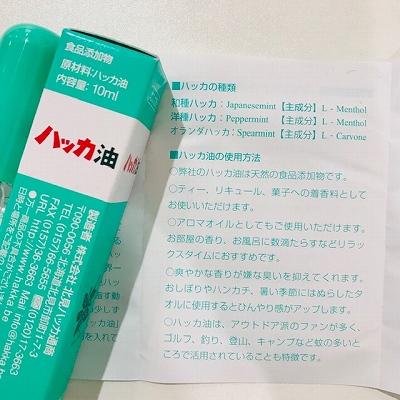 食品添加物
原材料:ハッカ油
内容量:10ml
ハッカ油
製造者 株式会社 北見ハッカ通商
■ハッカの種類
和種ハッカ:Japanesemint【主成分】L - Menthol
洋種ハッカ:Peppermint 【主成分】L - Menthol
オランダハッカ:Spearmint【主成分】L - Carvone
■ハッカ油の使用方法
○弊社のハッカ油は天然の食品添加物です。
○ティー、リキュール、菓子への着香料としてお
使いいただけます。
○アロマオイルとしてもご使用いただけます。
お部屋の香り、お風呂に数滴たらすなどリラッ
クスタイムにおすすめです。
○爽やかな香りが嫌な臭いを抑えてくれます。
おしぼりやハンカチ、暑い季節にはぬらしたタ
オルに使用するとひんやり感がアップします。
○ハッカ油は、アウトドア派のファンが多く、
ゴルフ、釣り、登山、キャンプなど蚊の多いと
ころで活用されていることも特徴です。